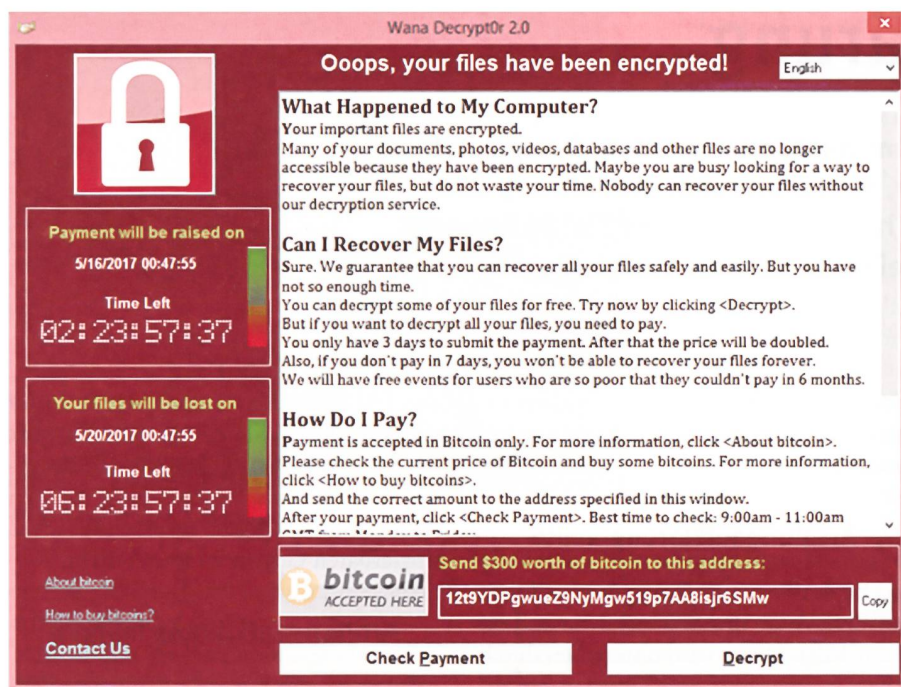 Wana Decrypt0r 2.0
Ooops, your files have been encrypted!
English
What Happened to My Computer?
Your important files are encrypted.
Many of your documents, photos, videos, databases and other files are no longer
accessible because they have been encrypted. Maybe you are busy looking for a way to
recover your files, but do not waste your time. Nobody can recover your files without
our decryption service.
Can I Recover My Files?
Sure. We guarantee that you can recover all your files safely and easily. But you have
not so enough time.
You can decrypt some of your files for free. Try now by clicking <Decrypt>.
But if you want to decrypt all your files, you need to pay.
You only have 3 days to submit the payment. After that the price will be doubled.
Also, if you don't pay in 7 days, you won't be able to recover your files forever.
We will have free events for users who are so poor that they couldn't pay in 6 months.
How Do I Pay?
Payment is accepted in Bitcoin only. For more information, click <About bitcoin>.
Please check the current price of Bitcoin and buy some bitcoins. For more information,
click <How to buy bitcoins>.
And send the correct amount to the address specified in this window.
After your payment, click <Check Payment>. Best time to check: 9:00am - 11:00am
GMT from Monday to Friday
Payment will be raised on
5/16/2017 00:47:55
Time Left
02:23:57:37
Your files will be lost on
5/20/2017 00:47:55
Time Left
06:23:57:37
About bitcoin
How to buy bitcoins?
Contact Us
bitcoin
ACCEPTED HERE
Send $300 worth of bitcoin to this address:
12t9YDPgwueZ9NyMgw519p7AA8isjr6SMw
Copy
Check Payment
Decrypt